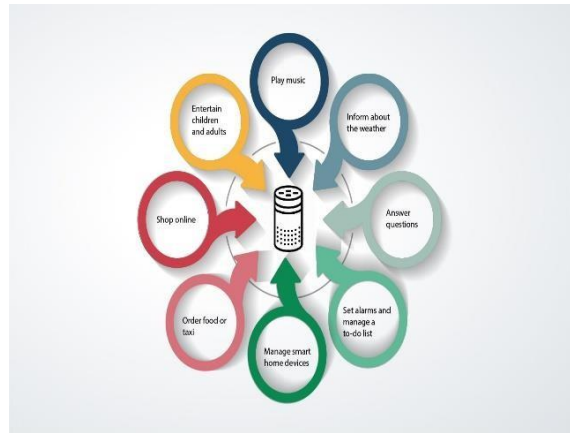 Play music
Inform about
the weather
Answer
questions
Set alarms and
manage a
to-do list
Manage smart
home devices
Order food or
taxi
Shop online
Entertain
children
and adults